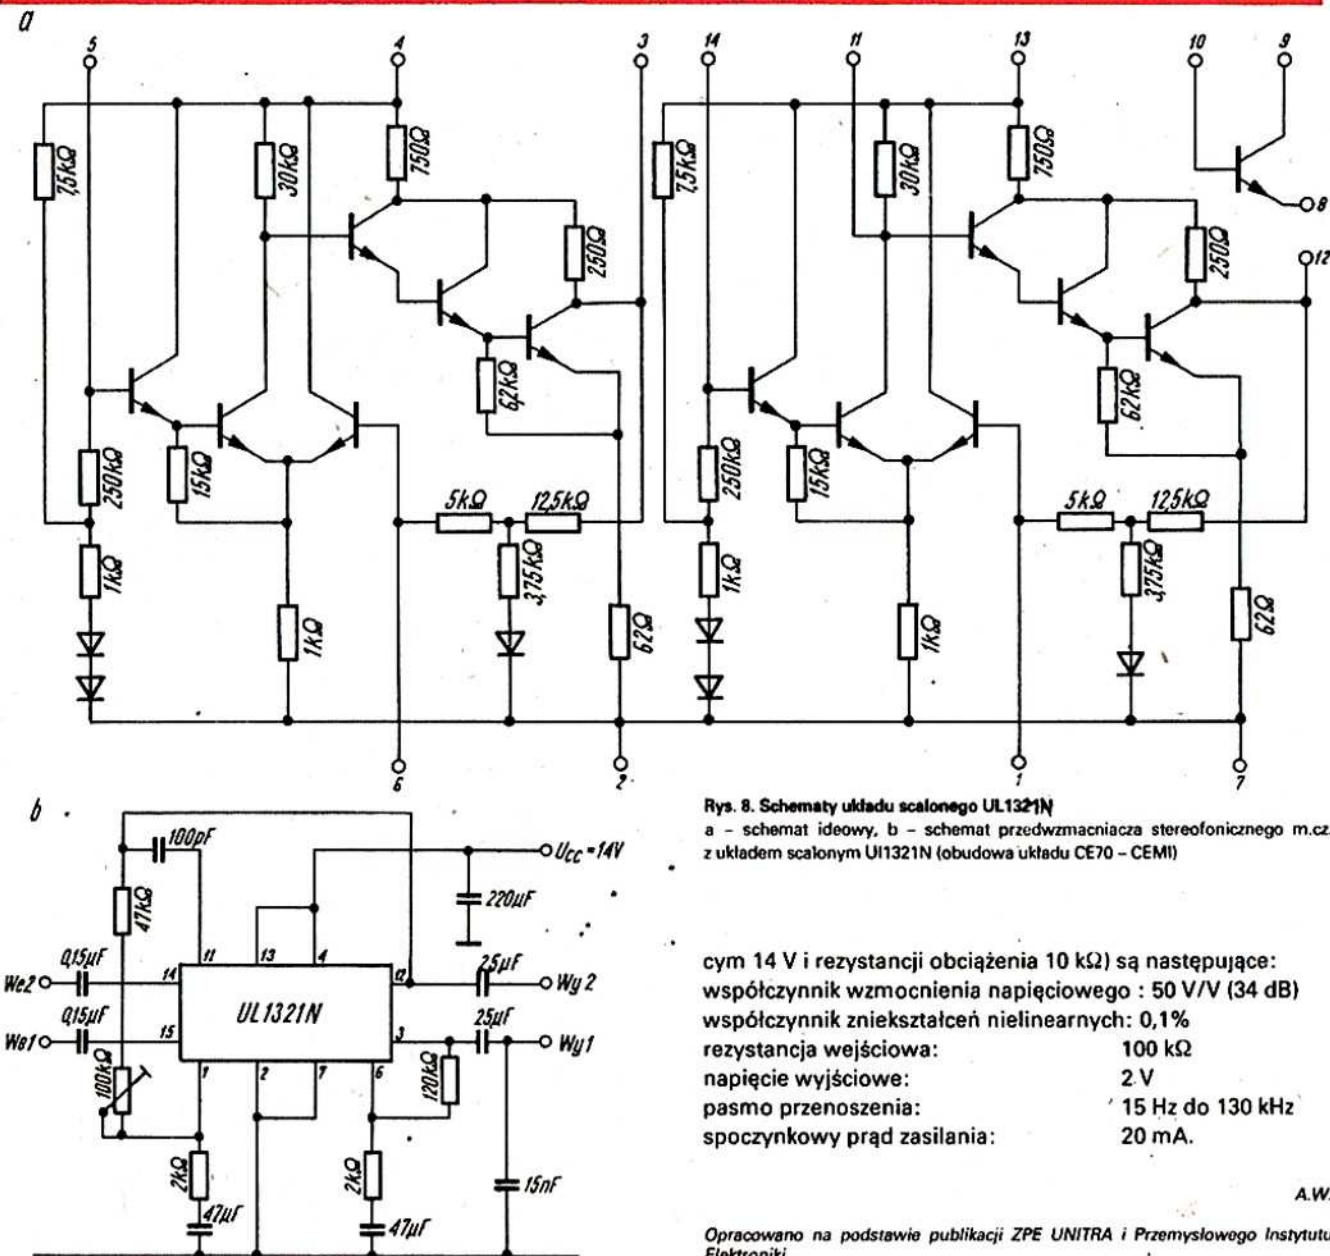 a
5 4 3 14 11 13 10 9
7,5kΩ 30kΩ 750Ω 7,5kΩ 30kΩ 750Ω
8
250Ω 250Ω
12
6,2kΩ 62kΩ
250kΩ 15kΩ 250kΩ 15kΩ
5kΩ 12,5kΩ 5kΩ 12,5kΩ
1kΩ 3,75kΩ 1kΩ 3,75kΩ
1kΩ 62Ω 1kΩ 62Ω
6 2 1 7
b
100pF
UCC=14V
47kΩ
220µF
11 13 4
0,15µF
25µF
We2 14 12 Wy2
UL1321N
0,15µF
25µF
We1 15 3 Wy1
100kΩ
1 2 7 6
120kΩ
2kΩ 2kΩ
15nF
47µF 47µF
Rys. 8. Schematy układu scalonego UL1321N
a – schemat ideowy, b – schemat przedwzmacniacza stereofonicznego m.cz.
z układem scalonym Ul1321N (obudowa układu CE70 – CEMI)
cym 14 V i rezystancji obciążenia 10 kΩ) są następujące:
współczynnik wzmocnienia napięciowego : 50 V/V (34 dB)
współczynnik zniekształceń nielinearnych: 0,1%
rezystancja wejściowa: 100 kΩ
napięcie wyjściowe: 2 V
pasmo przenoszenia: 15 Hz do 130 kHz
spoczynkowy prąd zasilania: 20 mA.
A.W.
Opracowano na podstawie publikacji ZPE UNITRA i Przemysłowego Instytutu
Elektroniki